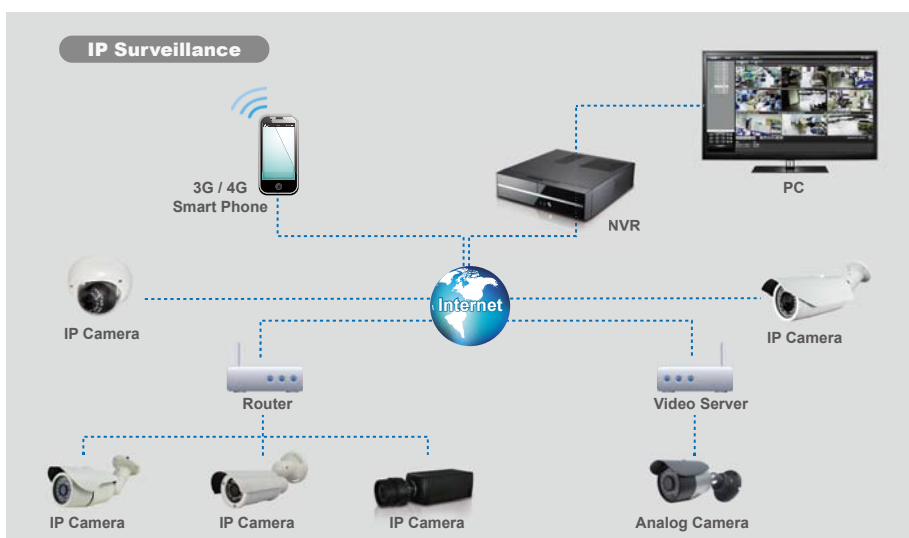 IP Surveillance
3G / 4G
Smart Phone
NVR
PC
IP Camera
Internet
IP Camera
Router
Video Server
IP Camera
IP Camera
IP Camera
Analog Camera